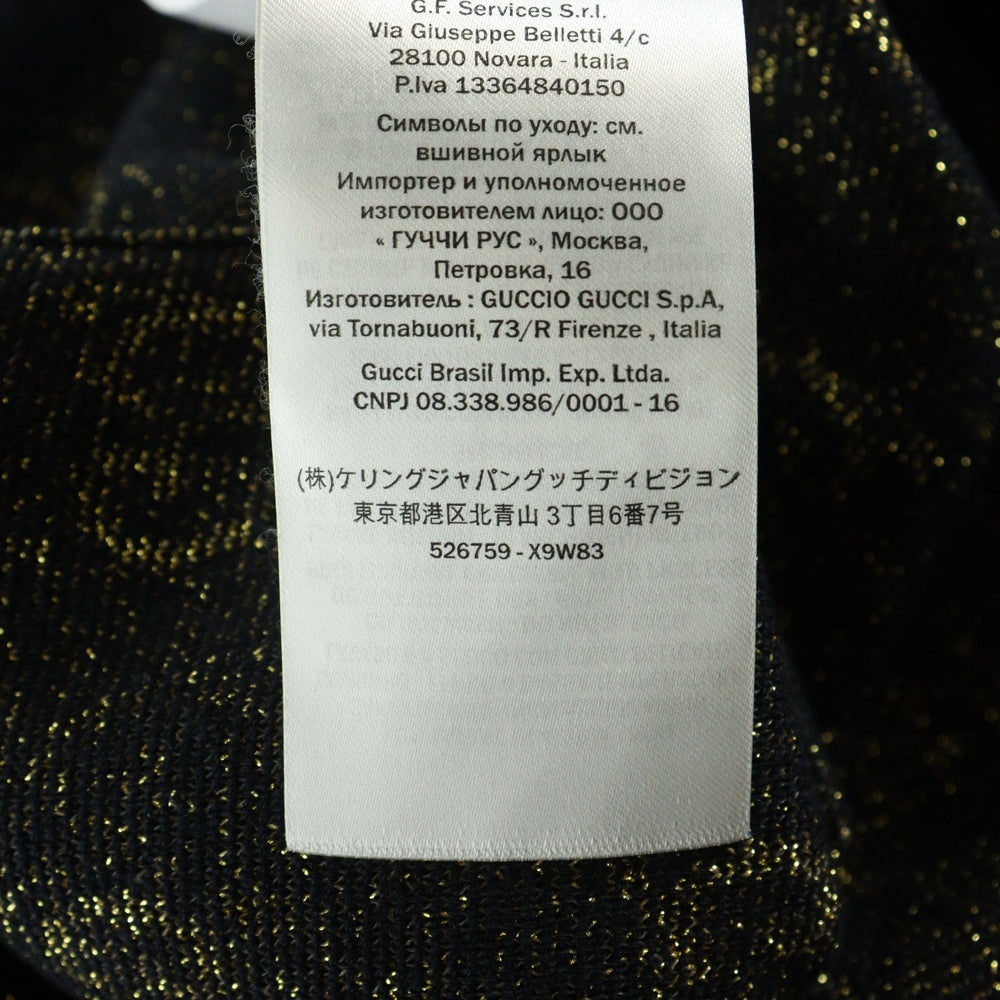 G.F. Services S.r.l.
Via Giuseppe Belletti 4/c
28100 Novara - Italia
P.Iva 13364840150
Символы по уходу: см.
вшивной ярлык
Импортер и уполномоченное
изготовителем лицо: ООО
« ГУЧЧИ РУС », Москва,
Петровка, 16
Изготовитель : GUCCIO GUCCI S.p.A,
via Tornabuoni, 73/R Firenze , Italia
Gucci Brasil Imp. Exp. Ltda.
CNPJ 08.338.986/0001 - 16
(株)ケリングジャパングッチディビジョン
東京都港区北青山 3丁目6番7号
526759 - X9W83